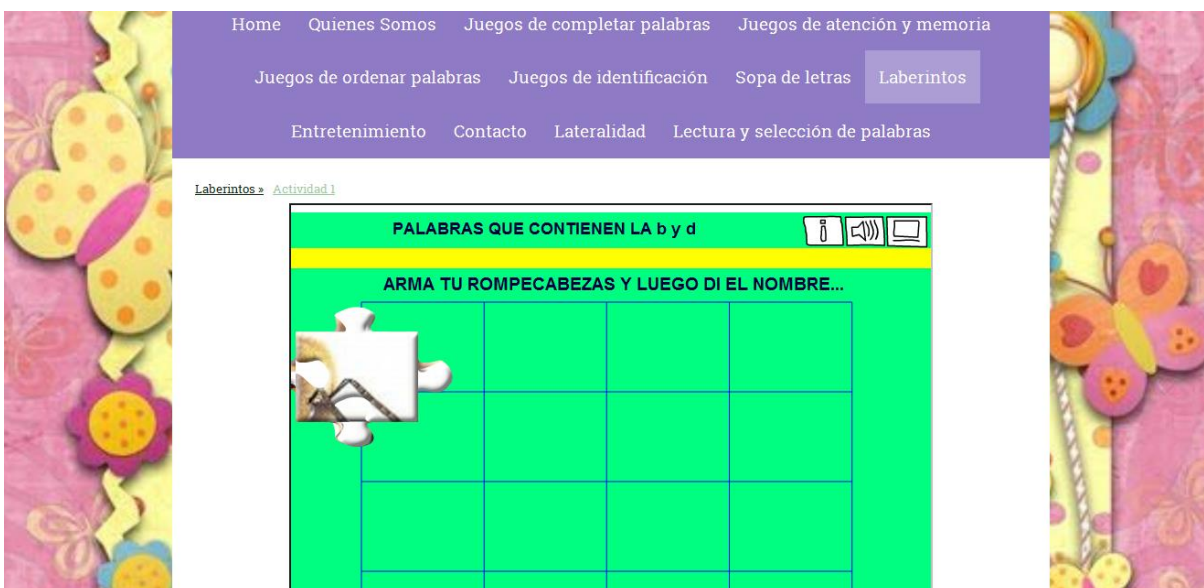 Home Quienes Somos Juegos de completar palabras Juegos de atención y memoria
Juegos de ordenar palabras Juegos de identificación Sopa de letras Laberintos
Entretenimiento Contacto Lateralidad Lectura y selección de palabras
Laberintos » Actividad 1
PALABRAS QUE CONTIENEN LA b y d
ARMA TU ROMPECABEZAS Y LUEGO DI EL NOMBRE...